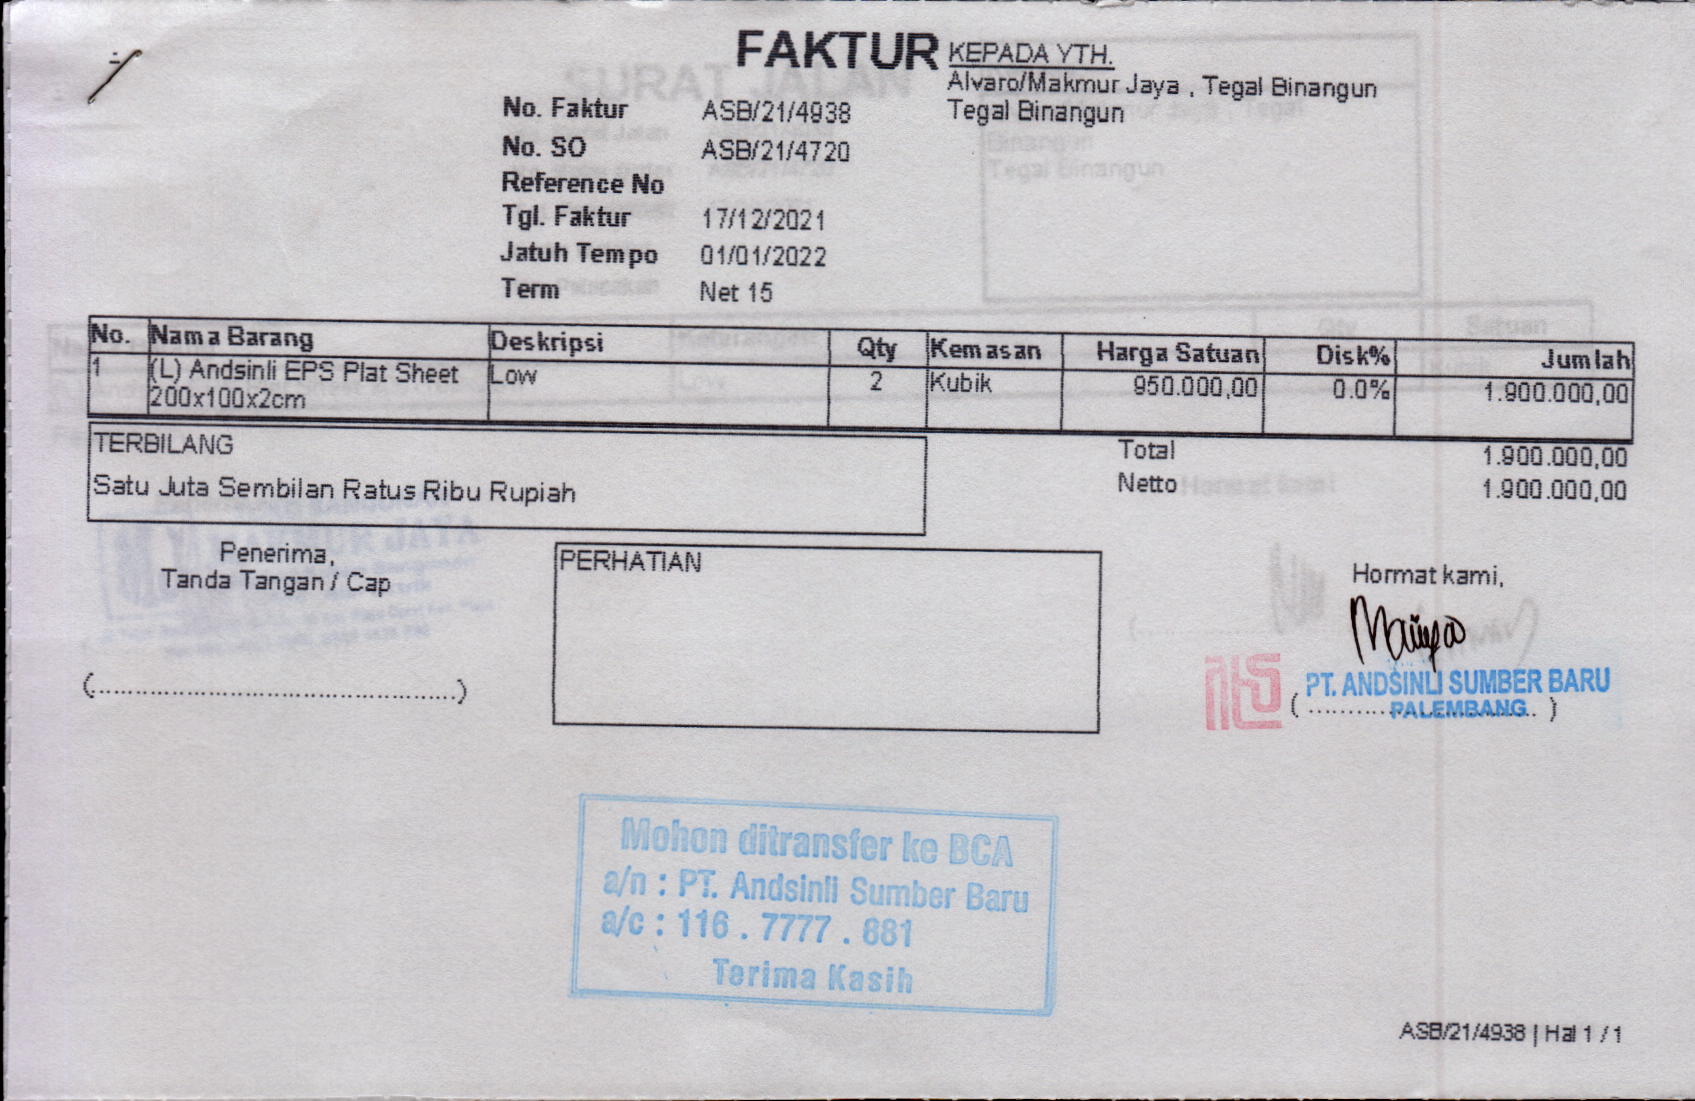 FAKTUR
KEPADA YTH.
Alvaro/Makmur Jaya , Tegal Binangun
Tegal Binangun
No. Faktur ASB/21/4938
No. SO ASB/21/4720
Reference No
Tgl. Faktur 17/12/2021
Jatuh Tempo 01/01/2022
Term Net 15
No. Nama Barang Deskripsi Qty Kemasan Harga Satuan Disk% Jumlah
1 (L) Andsinli EPS Plat Sheet Low 2 Kubik 950.000,00 0.0% 1.900.000,00
200x100x2cm
TERBILANG
Satu Juta Sembilan Ratus Ribu Rupiah
Total 1.900.000,00
Netto 1.900.000,00
Penerima,
Tanda Tangan / Cap
(.........................................................)
PERHATIAN
Hormat kami,
PT. ANDSINLI SUMBER BARU
PALEMBANG
Mohon ditransfer ke BCA
a/n : PT. Andsinli Sumber Baru
a/c : 116 . 7777 . 881
Terima Kasih
ASB/21/4938 | Hal 1 / 1